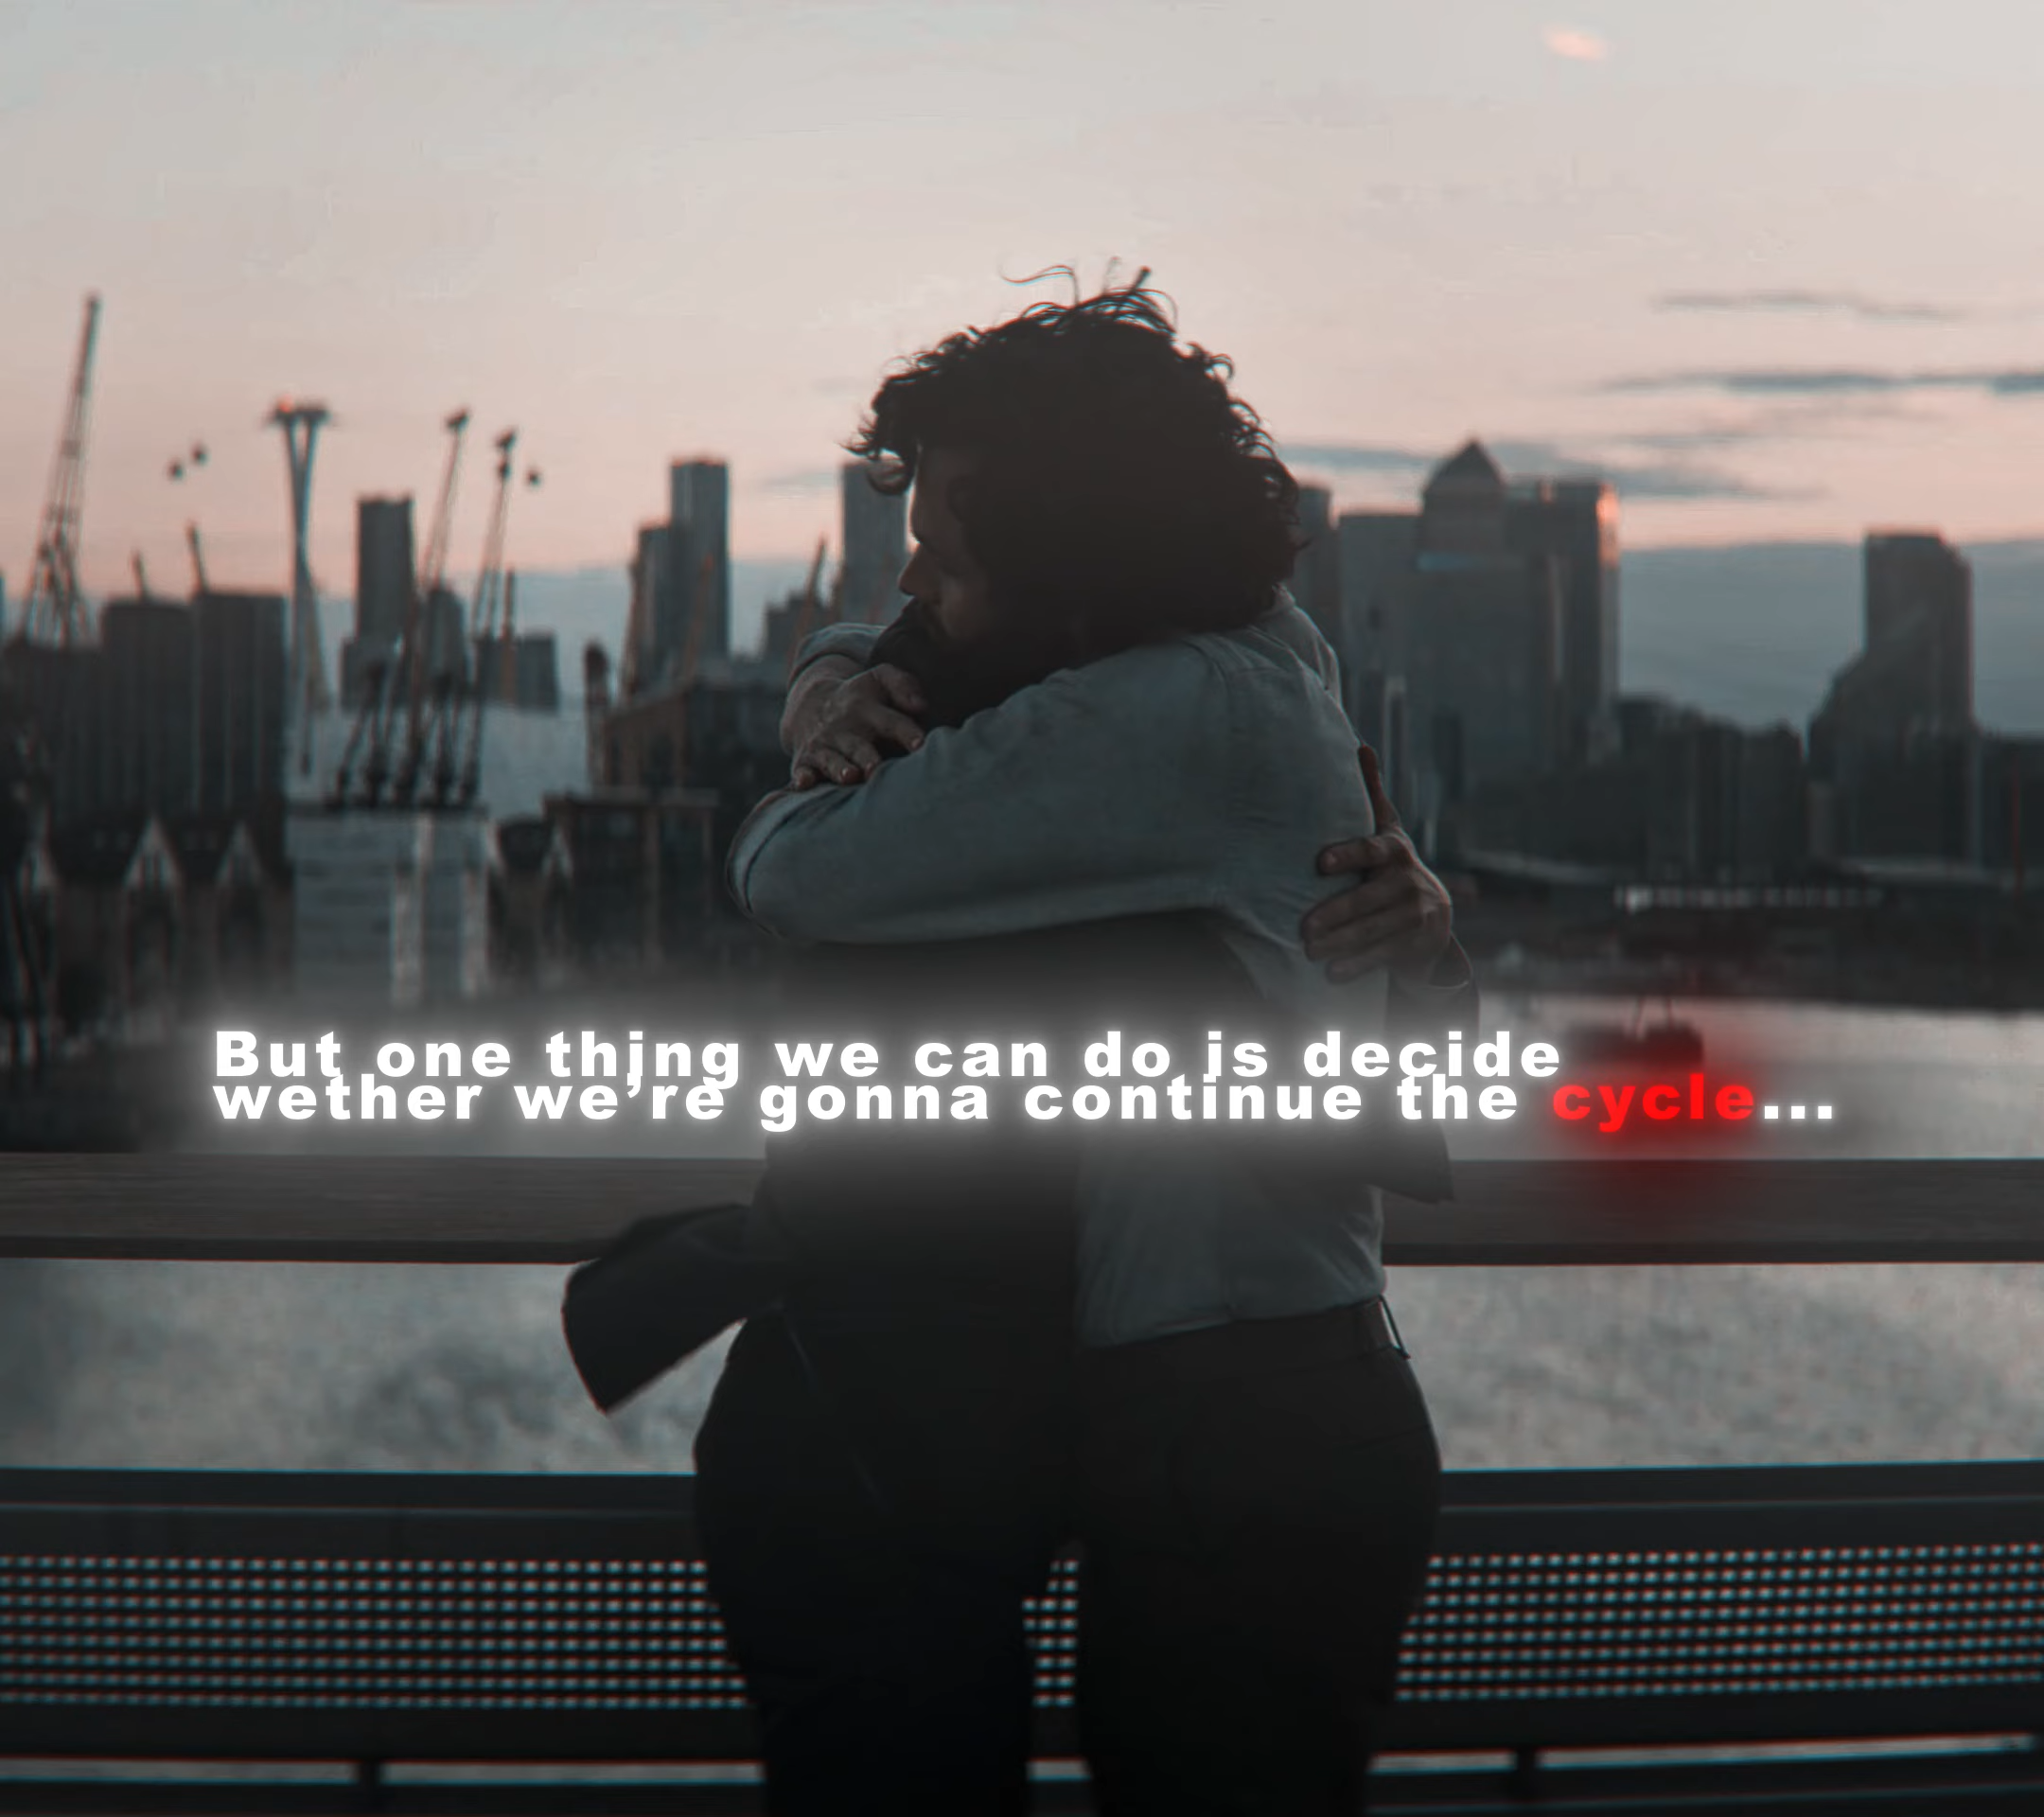 But one thing we can do is decide
wether we’re gonna continue the cycle...